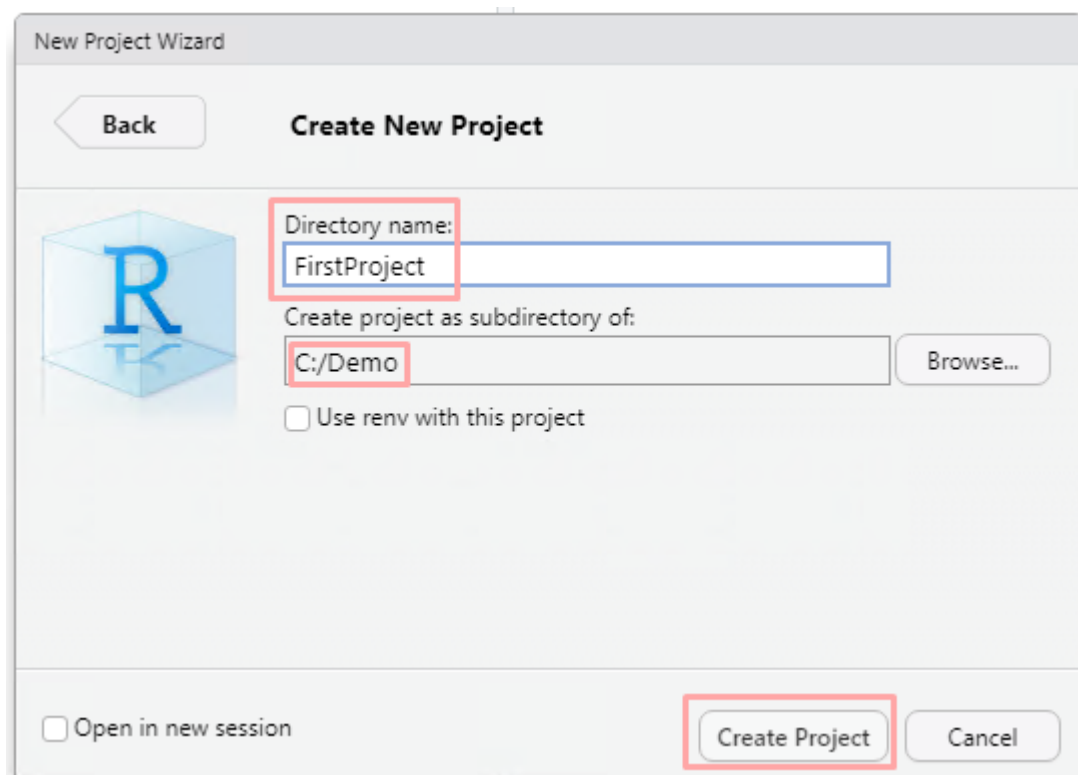 New Project Wizard
Back
Create New Project
R
Directory name:
FirstProject
Create project as subdirectory of:
C:/Demo
Browse...
Use renv with this project
Open in new session
Create Project
Cancel